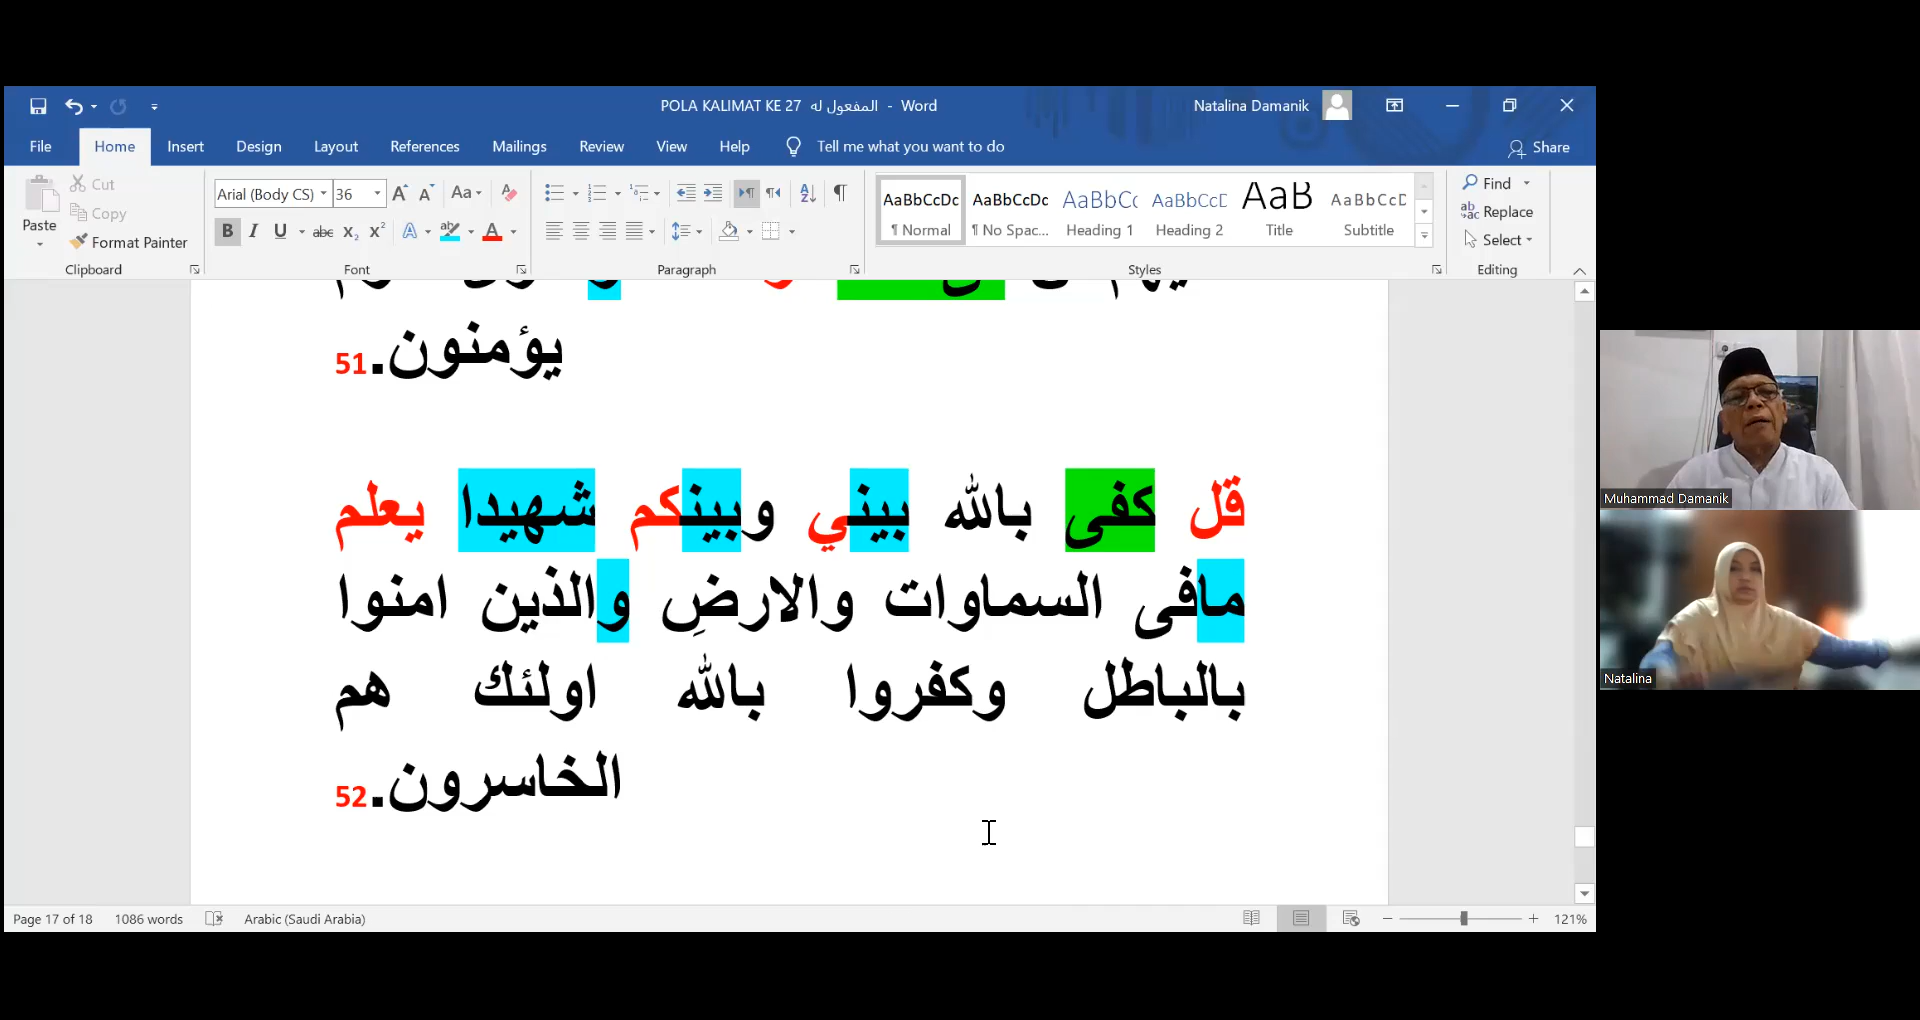 POLA KALIMAT KE 27 المفعول له - Word
Natalina Damanik
File Home Insert Design Layout References Mailings Review View Help Tell me what you want to do Share
Paste
Cut
Copy
Format Painter
Clipboard
Arial (Body CS) 36
Font
Paragraph
AaBbCcDc ¶ Normal
AaBbCcDc ¶ No Spac...
AaBbCc Heading 1
AaBbCcD Heading 2
AaB Title
AaBbCcD Subtitle
Styles
Find
Replace
Select
Editing
يؤمنون.51
قل كفى بالله بيني وبينكم شهيدا يعلم
مافى السماوات والارضِ والذين امنوا
بالباطل وكفروا بالله اولئك هم
الخاسرون.52
Muhammad Damanik
Natalina
Page 17 of 18 1086 words Arabic (Saudi Arabia) 121%